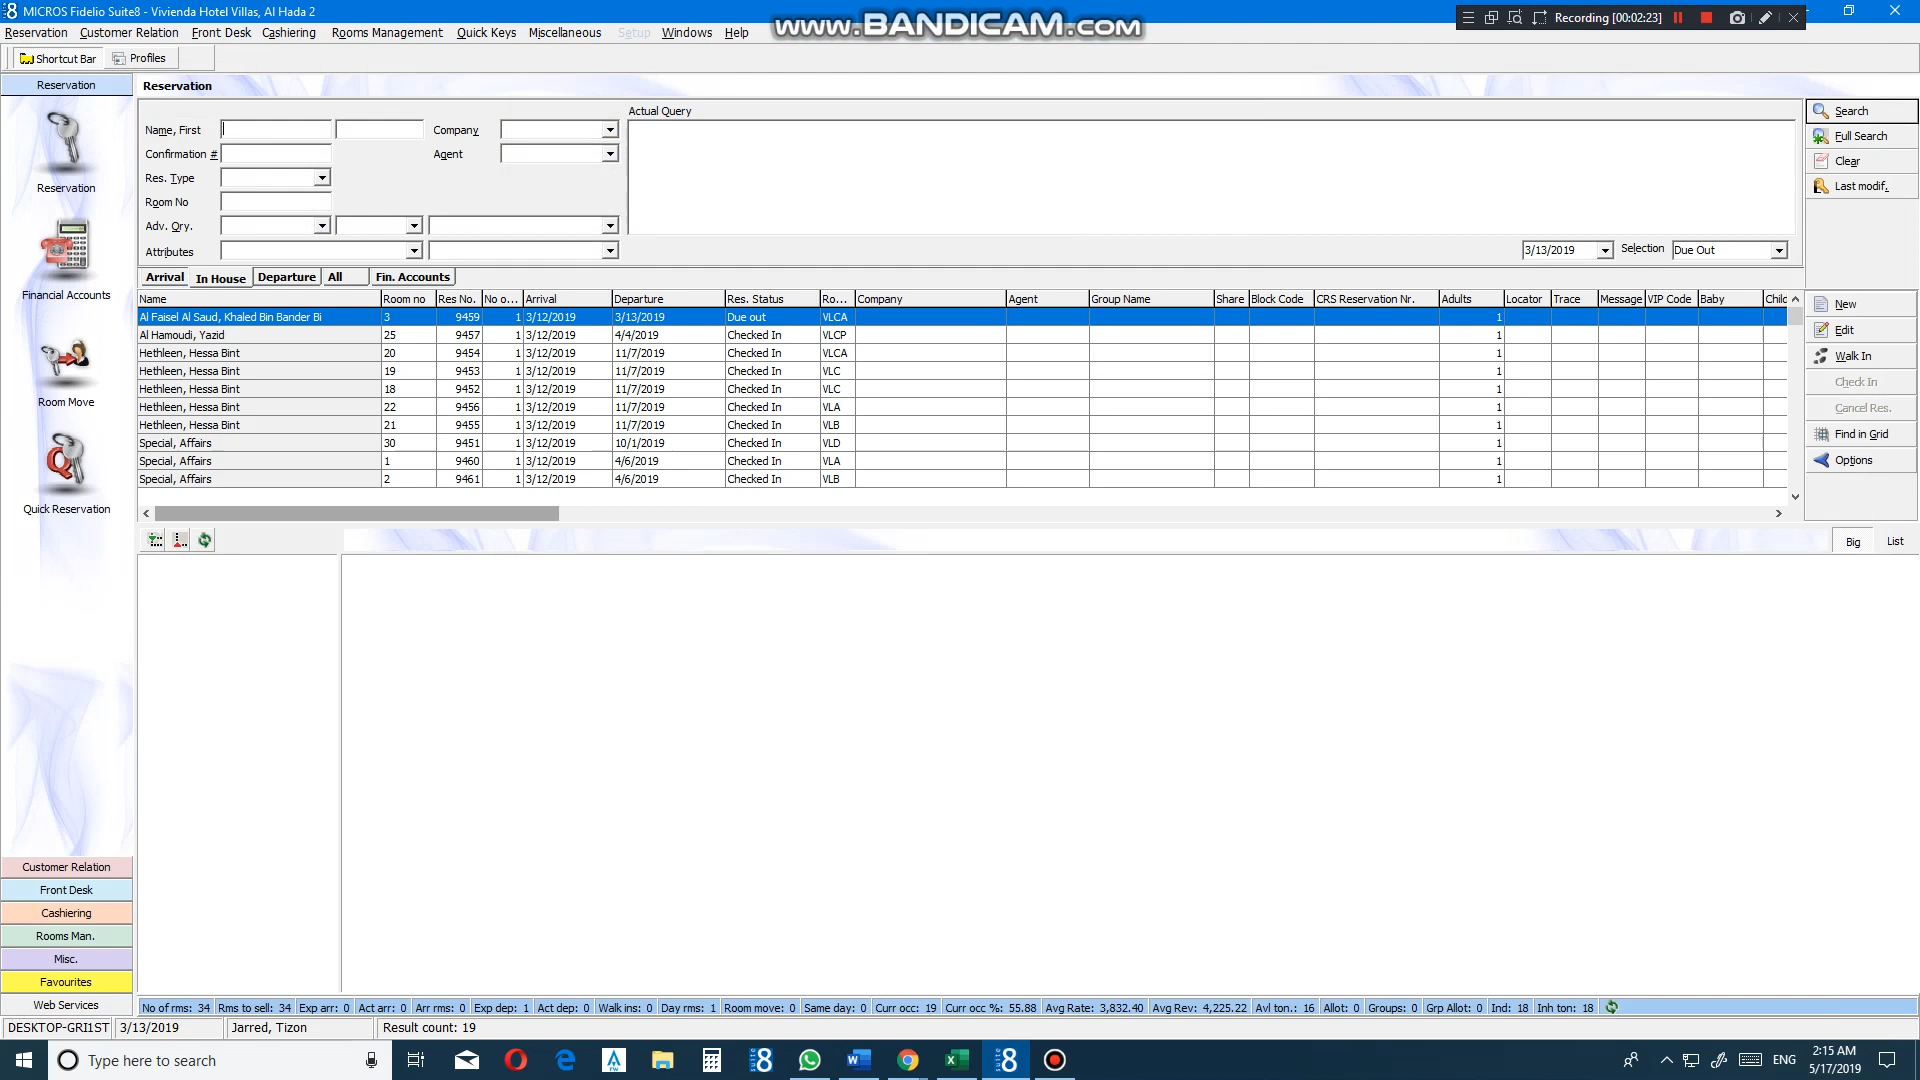 MICROS Fidelio Suite8 - Vivienda Hotel Villas, Al Hada 2
www.BANDICAM.com
Recording [00:02:23]
Reservation Customer Relation Front Desk Cashiering Rooms Management Quick Keys Miscellaneous Setup Windows Help
Shortcut Bar Profiles
Reservation
Reservation
Financial Accounts
Room Move
Quick Reservation
Customer Relation
Front Desk
Cashiering
Rooms Man.
Misc.
Favourites
Web Services
Reservation
Name, First Company
Confirmation # Agent
Res. Type
Room No
Adv. Qry.
Attributes
Actual Query
3/13/2019 Selection Due Out
Search
Full Search
Clear
Last modif.
Arrival In House Departure All Fin. Accounts
Name Room no Res No. No o... Arrival Departure Res. Status Ro... Company Agent Group Name Share Block Code CRS Reservation Nr. Adults Locator Trace Message VIP Code Baby Child
Al Faisel Al Saud, Khaled Bin Bander Bi 3 9459 1 3/12/2019 3/13/2019 Due out VLCA 1
Al Hamoudi, Yazid 25 9457 1 3/12/2019 4/4/2019 Checked In VLCP 1
Hethleen, Hessa Bint 20 9454 1 3/12/2019 11/7/2019 Checked In VLCA 1
Hethleen, Hessa Bint 19 9453 1 3/12/2019 11/7/2019 Checked In VLC 1
Hethleen, Hessa Bint 18 9452 1 3/12/2019 11/7/2019 Checked In VLC 1
Hethleen, Hessa Bint 22 9456 1 3/12/2019 11/7/2019 Checked In VLA 1
Hethleen, Hessa Bint 21 9455 1 3/12/2019 11/7/2019 Checked In VLB 1
Special, Affairs 30 9451 1 3/12/2019 10/1/2019 Checked In VLD 1
Special, Affairs 1 9460 1 3/12/2019 4/6/2019 Checked In VLA 1
Special, Affairs 2 9461 1 3/12/2019 4/6/2019 Checked In VLB 1
New
Edit
Walk In
Check In
Cancel Res.
Find in Grid
Options
Big List
No of rms: 34 Rms to sell: 34 Exp arr: 0 Act arr: 0 Arr rms: 0 Exp dep: 1 Act dep: 0 Walk ins: 0 Day rms: 1 Room move: 0 Same day: 0 Curr occ: 19 Curr occ %: 55.88 Avg Rate: 3,832.40 Avg Rev: 4,225.22 Avl ton.: 16 Allot: 0 Groups: 0 Grp Allot: 0 Ind: 18 Inh ton: 18
DESKTOP-GRI1ST 3/13/2019 Jarred, Tizon Result count: 19
Type here to search
ENG
2:15 AM
5/17/2019